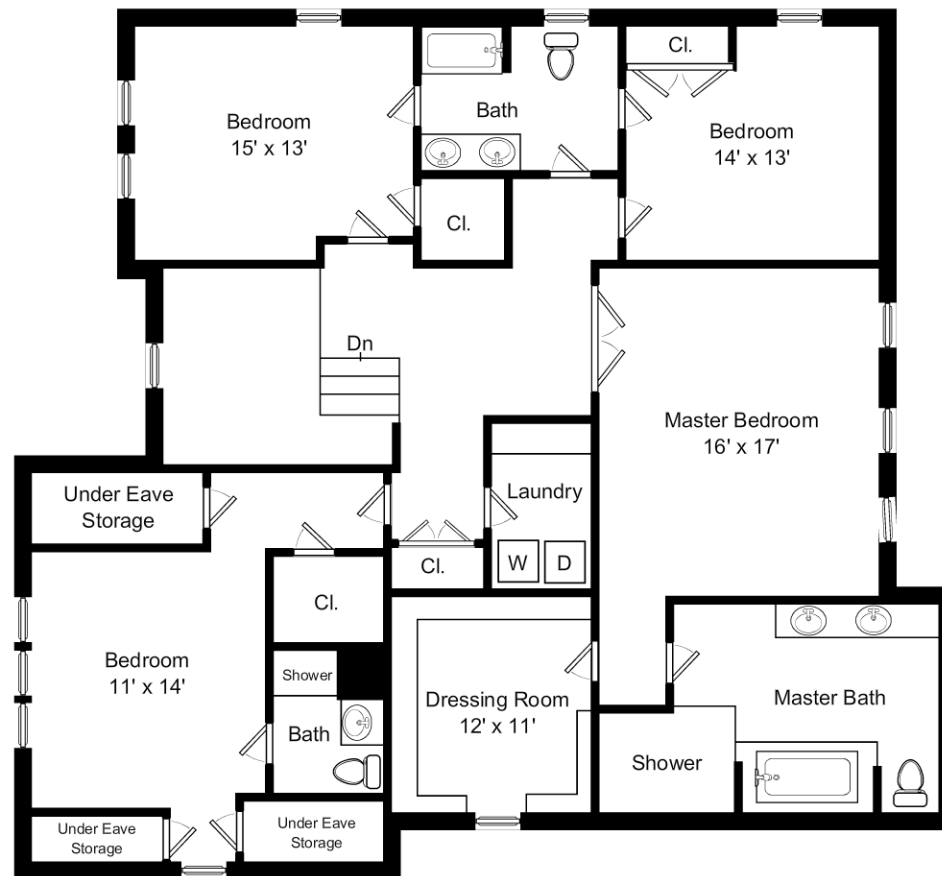 Bedroom
15' x 13'
Bath
Cl.
Bedroom
14' x 13'
Cl.
Dn
Master Bedroom
16' x 17'
Under Eave
Storage
Laundry
W
D
Cl.
Cl.
Bedroom
11' x 14'
Shower
Bath
Dressing Room
12' x 11'
Master Bath
Shower
Under Eave
Storage
Under Eave
Storage